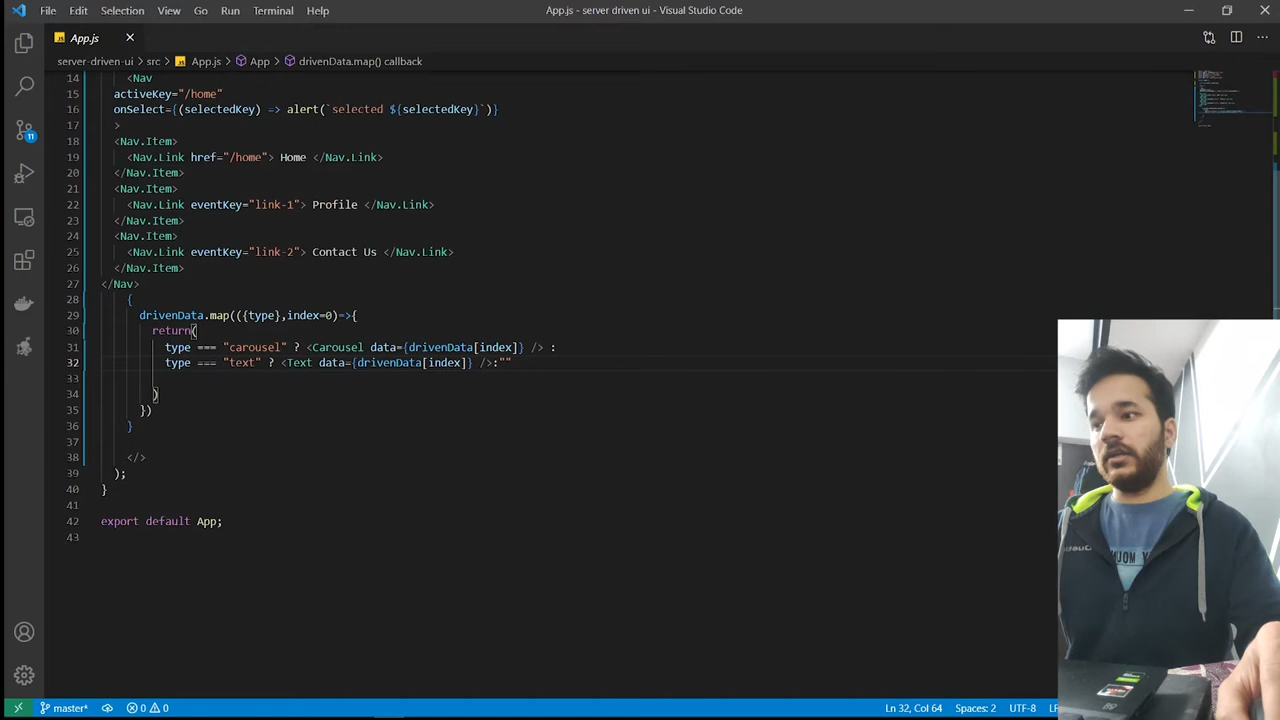 File Edit Selection View Go Run Terminal Help
App.js - server driven ui - Visual Studio Code
App.js
server-driven-ui > src > App.js > App > drivenData.map() callback
14 <Nav
15 activeKey="/home"
16 onSelect={(selectedKey) => alert(`selected ${selectedKey}`)}
17 >
18 <Nav.Item>
19 <Nav.Link href="/home"> Home </Nav.Link>
20 </Nav.Item>
21 <Nav.Item>
22 <Nav.Link eventKey="link-1"> Profile </Nav.Link>
23 </Nav.Item>
24 <Nav.Item>
25 <Nav.Link eventKey="link-2"> Contact Us </Nav.Link>
26 </Nav.Item>
27 </Nav>
28 {
29 drivenData.map(({type},index=0)=>{
30 return(
31 type === "carousel" ? <Carousel data={drivenData[index]} /> :
32 type === "text" ? <Text data={drivenData[index]} />:""
33
34 )
35 })
36 }
37
38 </>
39 );
40 }
41
42 export default App;
43
11
master* 0 0
Ln 32, Col 64 Spaces: 2 UTF-8